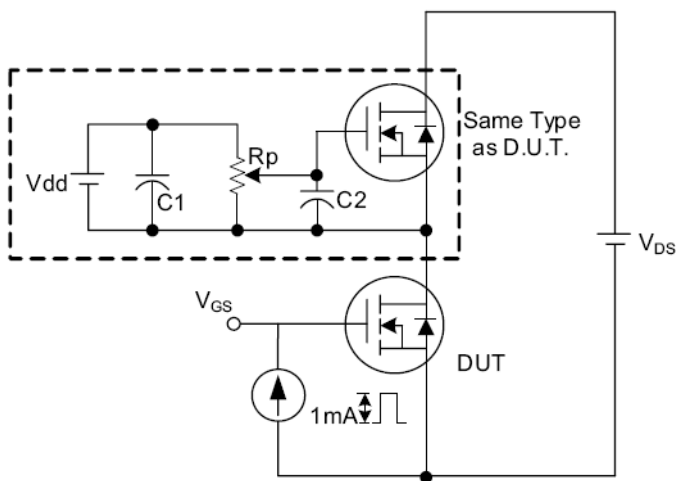 Same Type
as D.U.T.
Vdd
C1
Rp
C2
VDS
VGS
DUT
1mA